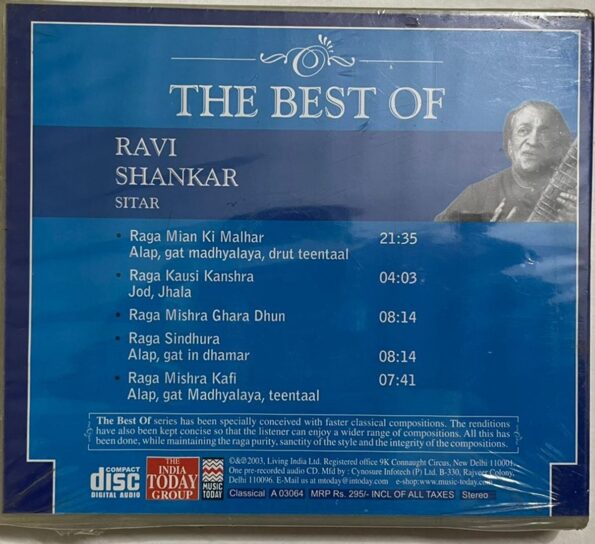 THE BEST OF
RAVI
SHANKAR
SITAR
• Raga Mian Ki Malhar 21:35
Alap, gat madhyalaya, drut teentaal
• Raga Kausi Kanshra 04:03
Jod, Jhala
• Raga Mishra Ghara Dhun 08:14
• Raga Sindhura
Alap, gat in dhamar 08:14
• Raga Mishra Kafi 07:41
Alap, gat Madhyalaya, teentaal
The Best Of series has been specially conceived with faster classical compositions. The renditions
have also been kept concise so that the listener can enjoy a wider range of compositions. All this has
been done, while maintaining the raga purity, sanctity of the style and the integrity of the compositions.
COMPACT
disc
DIGITAL AUDIO
THE
INDIA
TODAY
GROUP
MUSIC
TODAY
©&℗2003, Living India Ltd. Registered office 9K Connaught Circus, New Delhi 110001.
One pre-recorded audio CD. Mfd by : Cynosure Infotech (P) Ltd. B-330, Rajveer Colony,
Delhi 110096. E-Mail us at mtoday@intoday.com e-shop:www.music-today.com
Classical A 03064 MRP Rs. 295/- INCL OF ALL TAXES Stereo